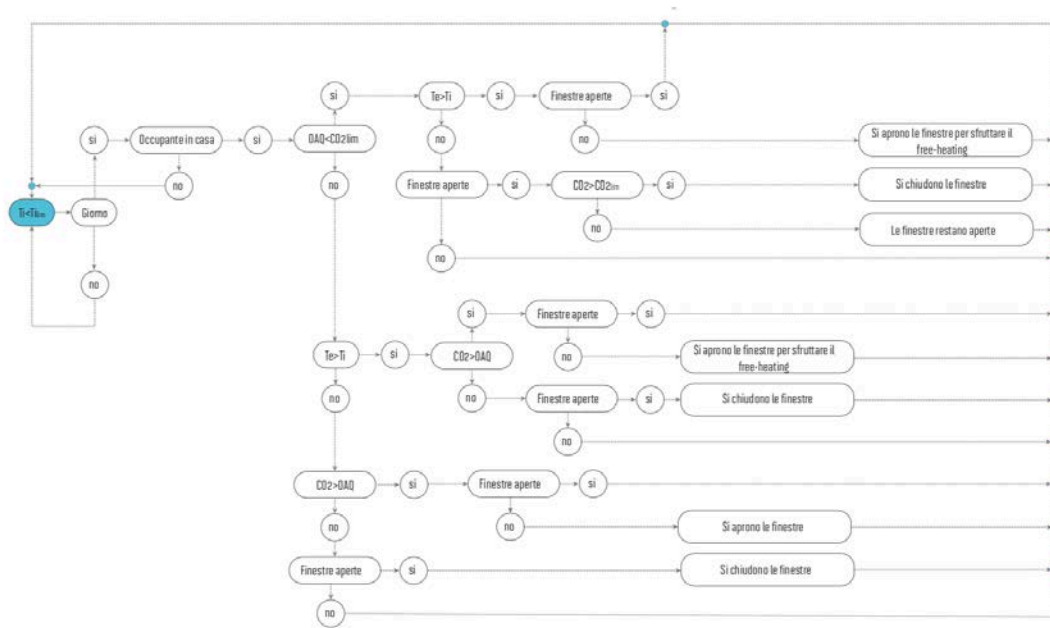 si
Te>Ti
si
Finestre aperte
si
si
Occupante in casa
si
OAQ<CO2lim
no
no
Si aprono le finestre per sfruttare il
free-heating
no
no
Finestre aperte
si
CO2>CO2lim
si
Si chiudono le finestre
Ti<Tilim
Giorno
no
Le finestre restano aperte
no
no
si
Finestre aperte
si
Te>Ti
si
CO2>OAQ
no
Si aprono le finestre per sfruttare il
free-heating
no
no
Finestre aperte
si
Si chiudono le finestre
no
CO2>OAQ
si
Finestre aperte
si
no
no
Si aprono le finestre
Finestre aperte
si
Si chiudono le finestre
no